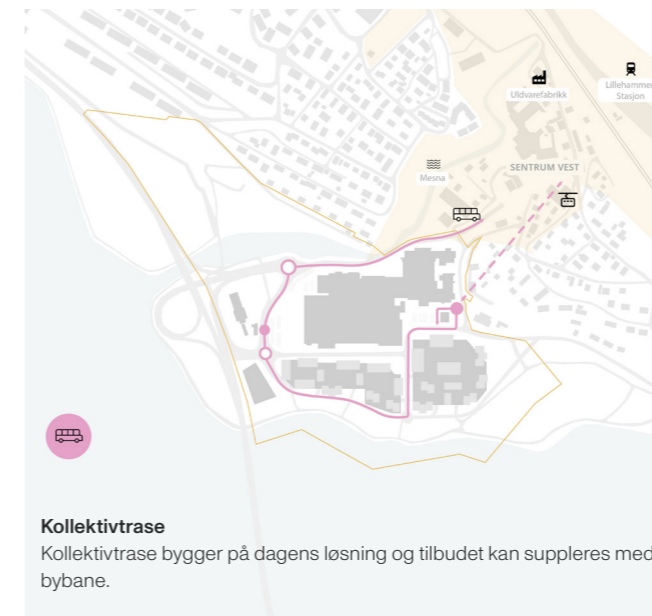 Uldvarefabrikk
Lillehammer
Stasjon
SENTRUM VEST
Mesna
Kollektivtrase
Kollektivtrase bygger på dagens løsning og tilbudet kan suppleres med
bybane.